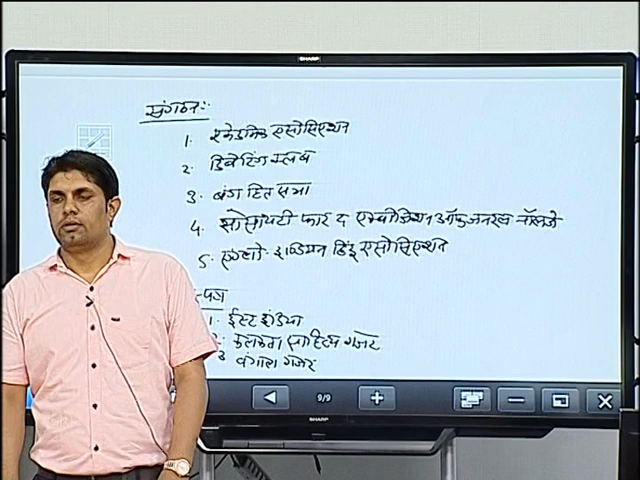 SHARP
संगठन:-
1. एकेडमिक एसोसिएशन
2. डिबेटिंग क्लब
3. बंग हित सभा
4. सोसायटी फार द एक्वीजिशन ऑफ जनरल नॉलेज
5. एंग्लो-इण्डियन हिंदू एसोसिएशन
पत्र
1. ईस्ट इंडिया
2. कलकत्ता साहित्य गजट
3 बंगाल गजट
9/9
SHARP